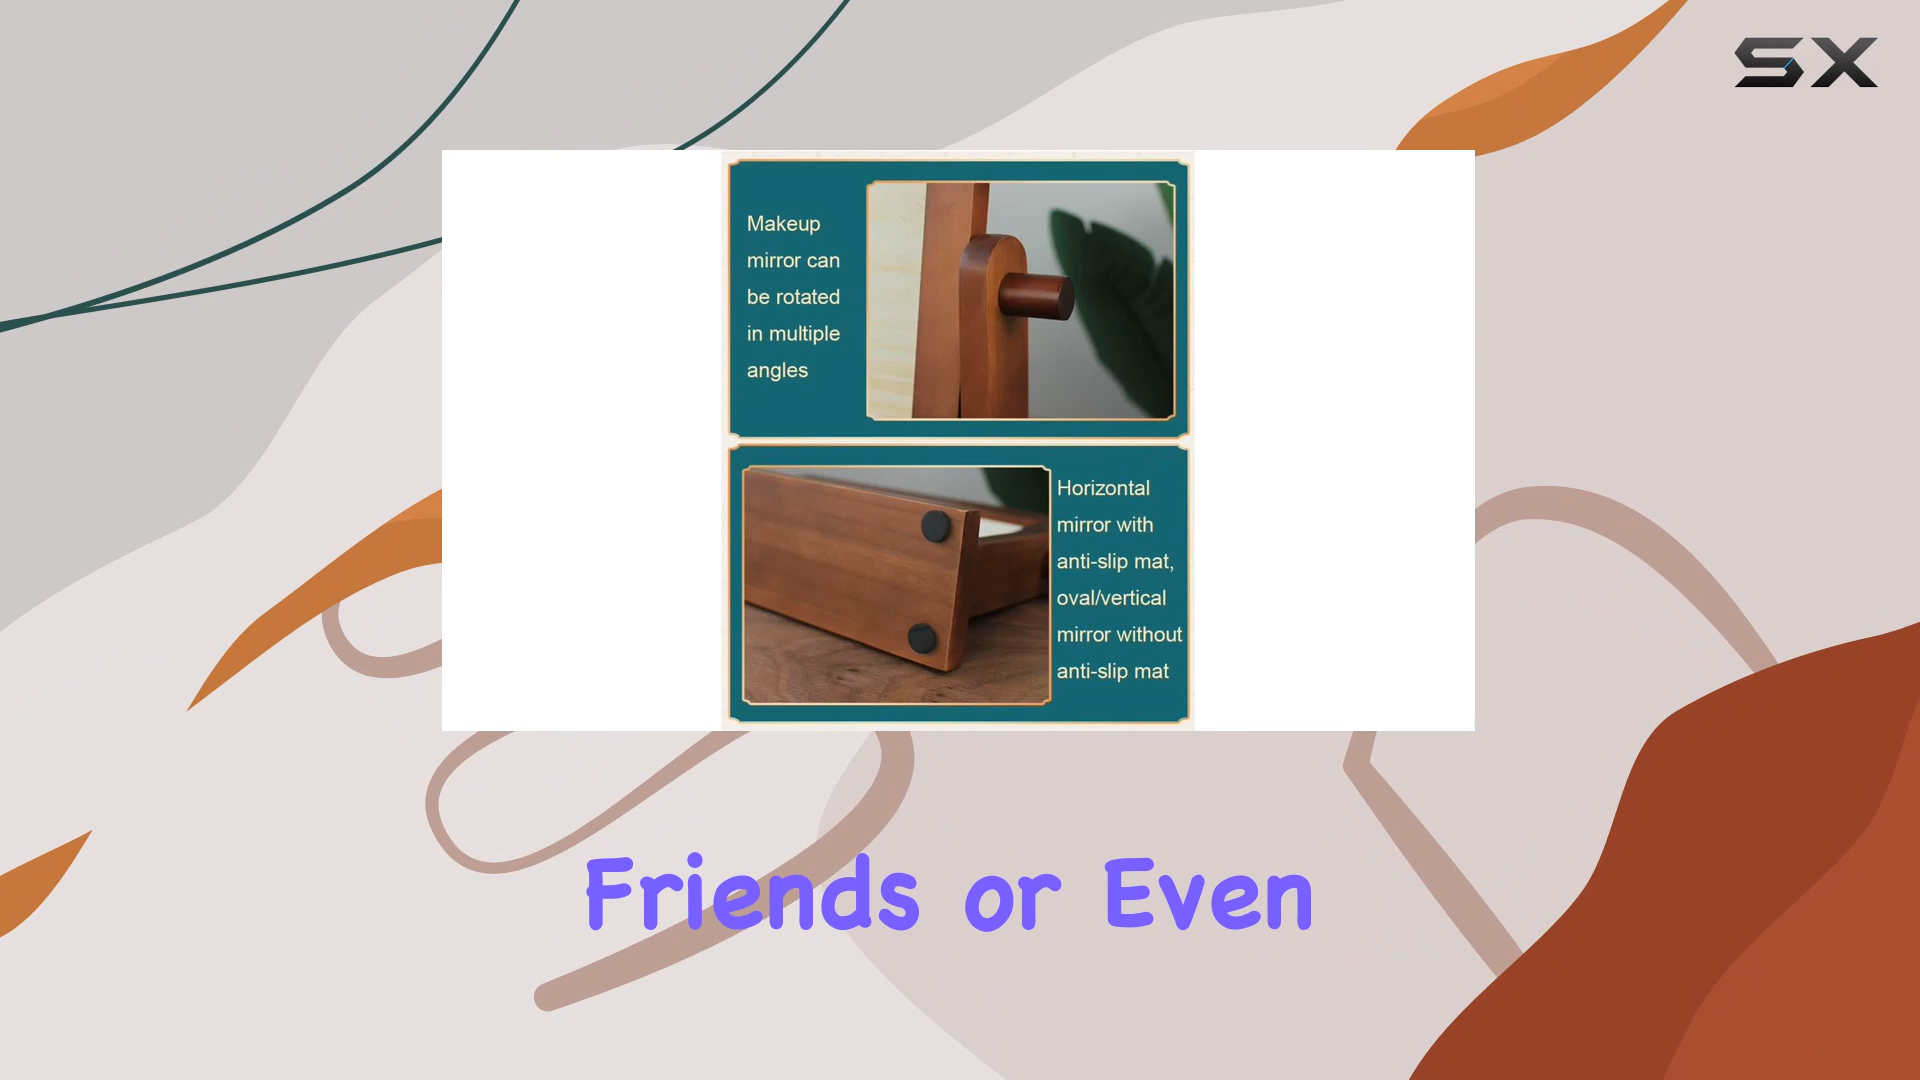 SX
Makeup
mirror can
be rotated
in multiple
angles
Horizontal
mirror with
anti-slip mat,
oval/vertical
mirror without
anti-slip mat
Friends or Even